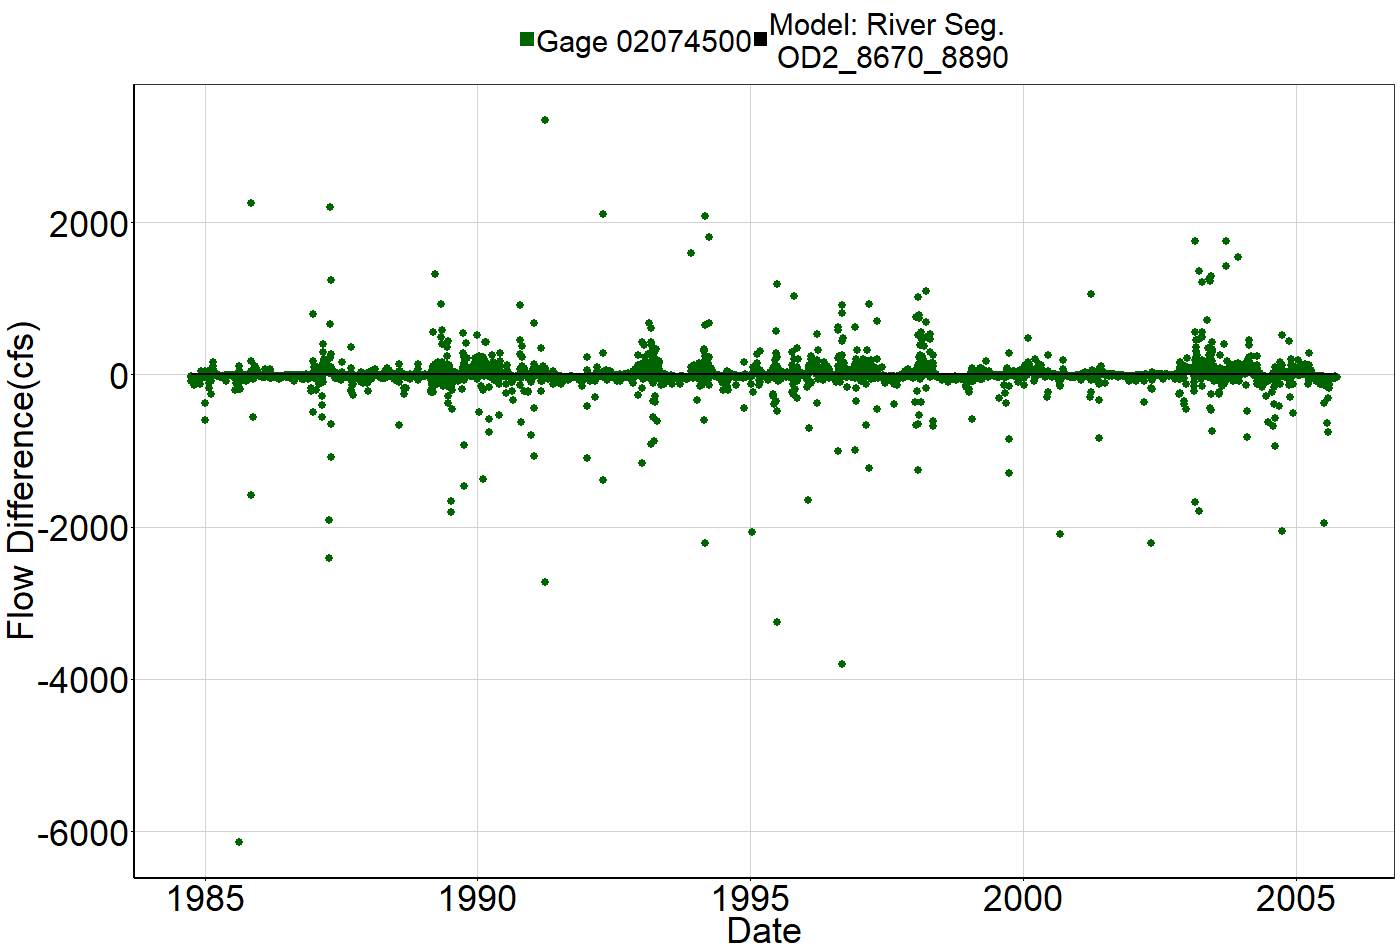 Gage 02074500
Model: River Seg.
OD2_8670_8890
Flow Difference(cfs)
2000
0
-2000
-4000
-6000
1985 1990 1995 2000 2005
Date